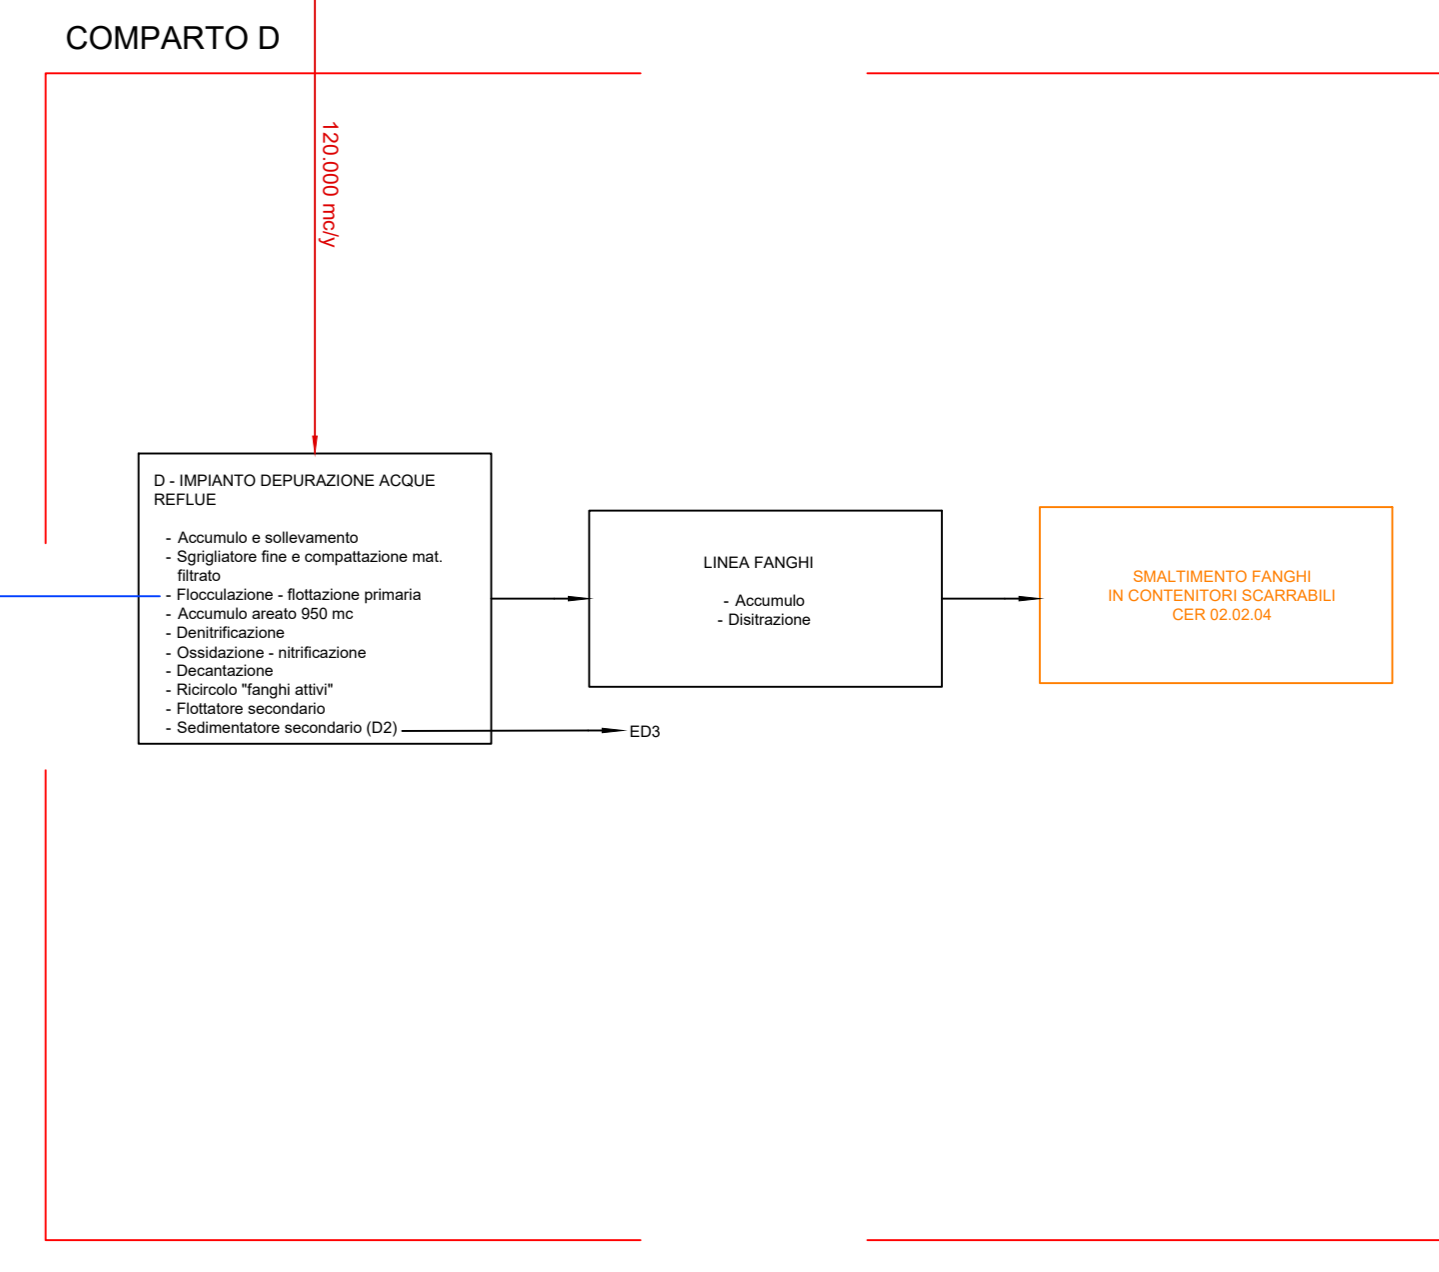 COMPARTO D
120.000 mc/y
D - IMPIANTO DEPURAZIONE ACQUE
REFLUE
- Accumulo e sollevamento
- Sgrigliatore fine e compattazione mat.
filtrato
- Flocculazione - flottazione primaria
- Accumulo areato 950 mc
- Denitrificazione
- Ossidazione - nitrificazione
- Decantazione
- Ricircolo "fanghi attivi"
- Flottatore secondario
- Sedimentatore secondario (D2)
ED3
LINEA FANGHI
- Accumulo
- Disitrazione
SMALTIMENTO FANGHI
IN CONTENITORI SCARRABILI
CER 02.02.04